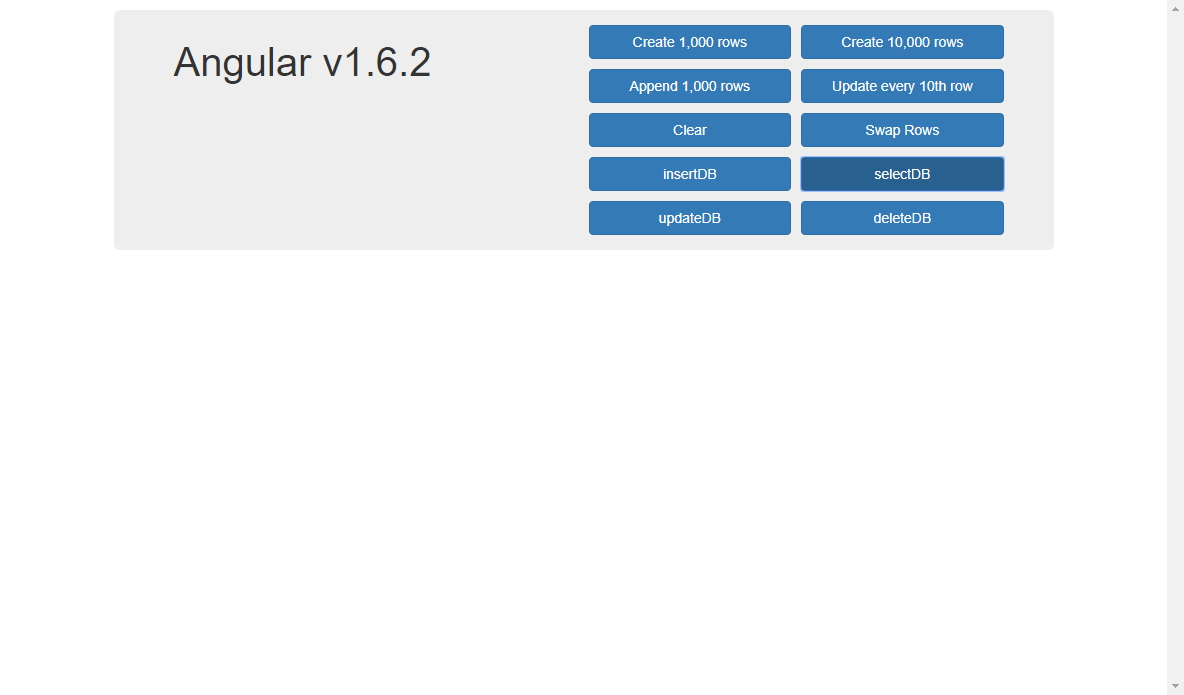 Angular v1.6.2
Create 1,000 rows
Create 10,000 rows
Append 1,000 rows
Update every 10th row
Clear
Swap Rows
insertDB
selectDB
updateDB
deleteDB